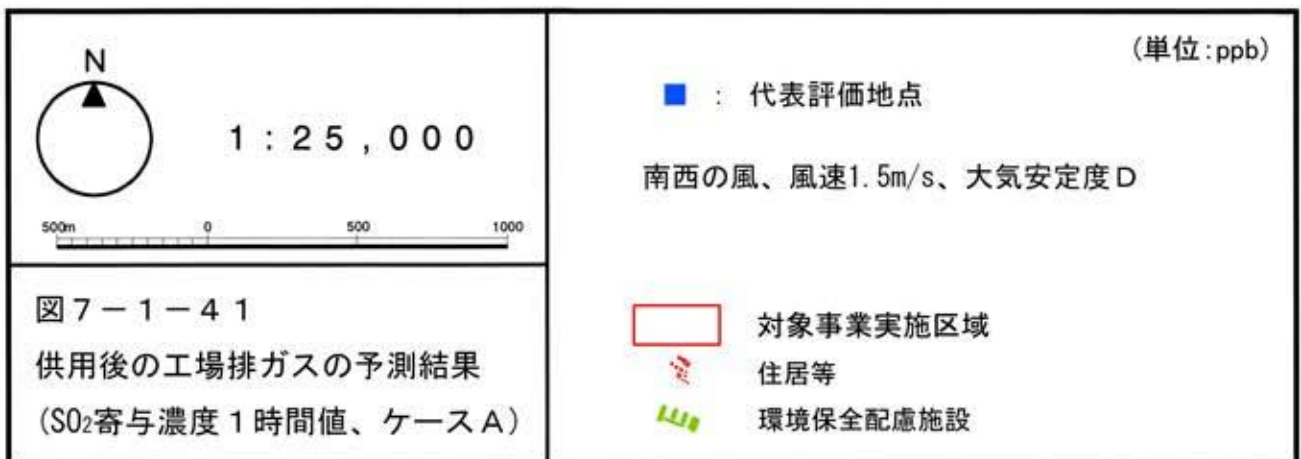 N
1:25,000
500m 0 500 1000
図7-1-41
供用後の工場排ガスの予測結果
(SO2寄与濃度1時間値、ケースA)
(単位:ppb)
: 代表評価地点
南西の風、風速1.5m/s、大気安定度D
対象事業実施区域
住居等
環境保全配慮施設